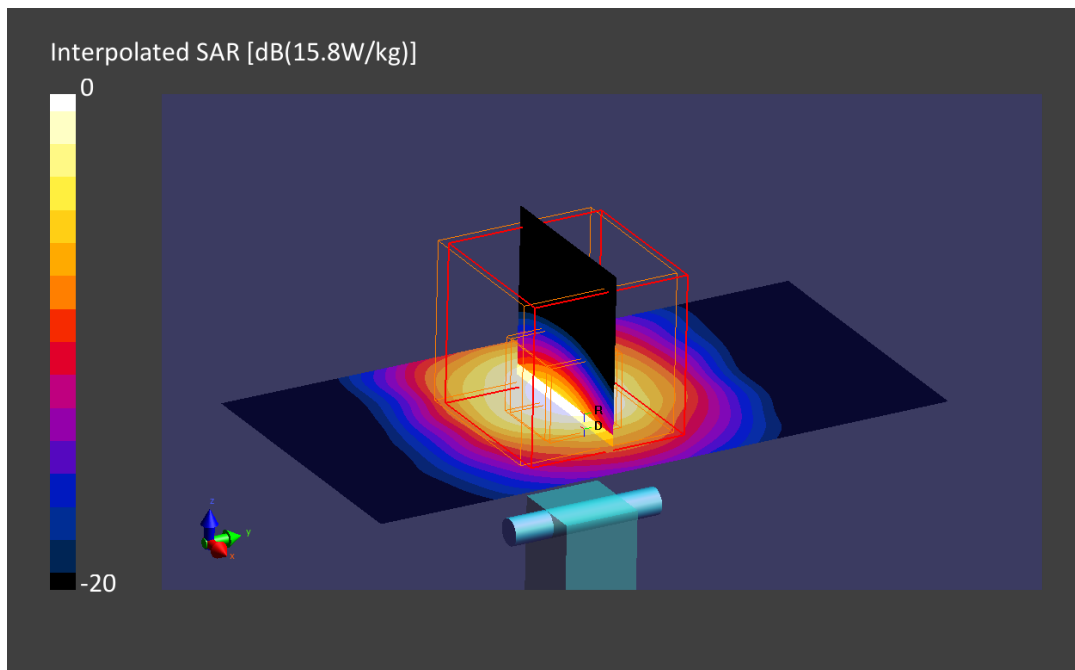 Interpolated SAR [dB(15.8W/kg)]
0
R
D
z
y
x
-20